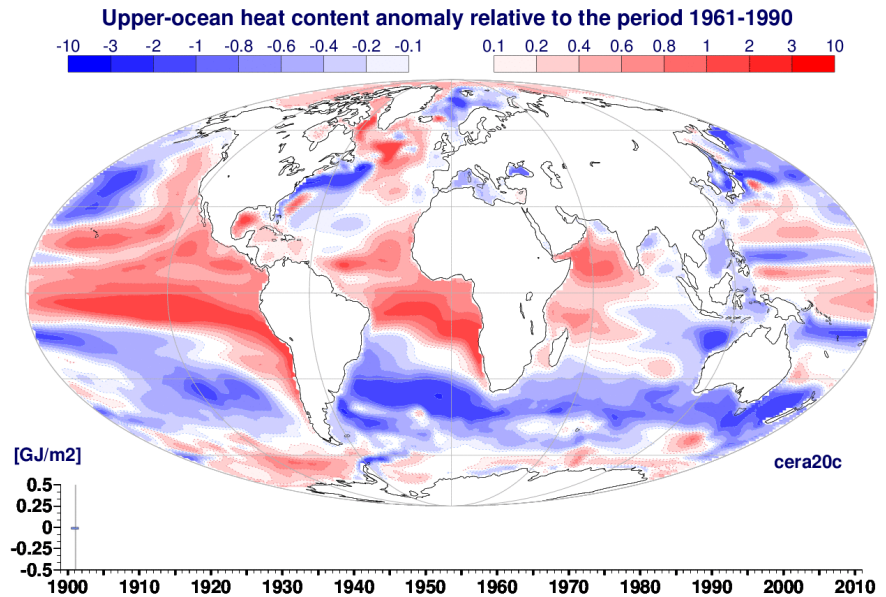 Upper-ocean heat content anomaly relative to the period 1961-1990
-10 -3 -2 -1 -0.8 -0.6 -0.4 -0.2 -0.1 0.1 0.2 0.4 0.6 0.8 1 2 3 10
[GJ/m2]
cera20c
0.5
0.25
0
-0.25
-0.5
1900 1910 1920 1930 1940 1950 1960 1970 1980 1990 2000 2010